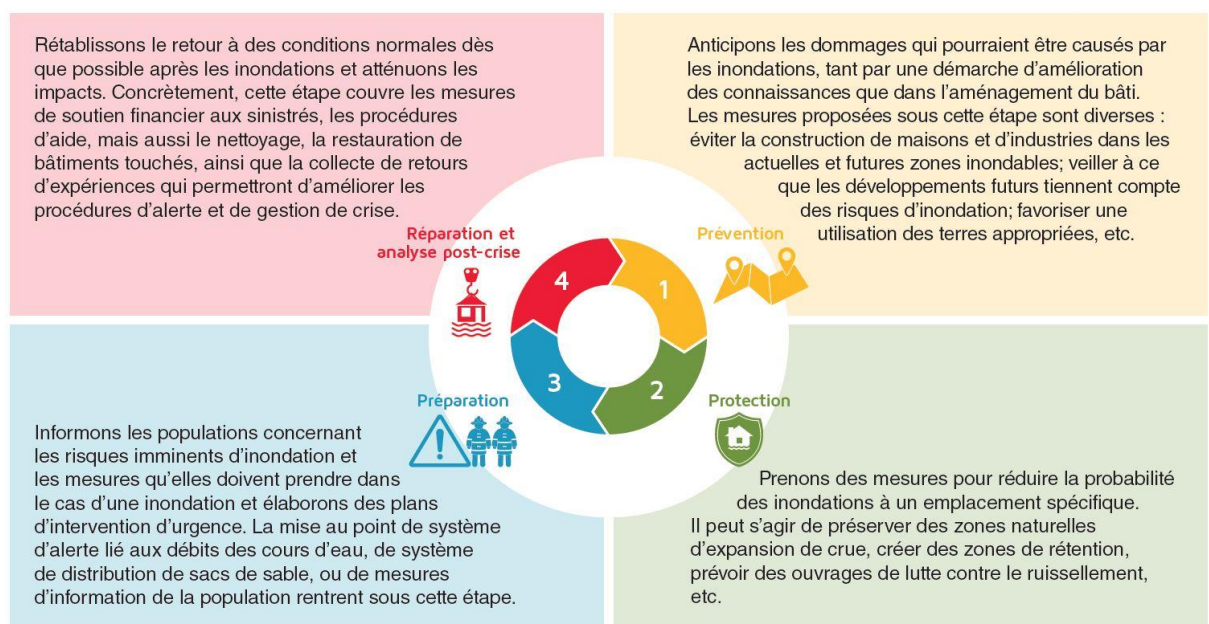 Rétablissons le retour à des conditions normales dès
que possible après les inondations et atténuons les
impacts. Concrètement, cette étape couvre les mesures
de soutien financier aux sinistrés, les procédures
d'aide, mais aussi le nettoyage, la restauration de
bâtiments touchés, ainsi que la collecte de retours
d'expériences qui permettront d'améliorer les
procédures d'alerte et de gestion de crise.
Réparation et
analyse post-crise
4
Anticipons les dommages qui pourraient être causés par
les inondations, tant par une démarche d'amélioration
des connaissances que dans l'aménagement du bâti.
Les mesures proposées sous cette étape sont diverses :
éviter la construction de maisons et d'industries dans les
actuelles et futures zones inondables; veiller à ce
que les développements futurs tiennent compte
des risques d'inondation; favoriser une
utilisation des terres appropriées, etc.
Prévention
1
Préparation
3
Informons les populations concernant
les risques imminents d'inondation et
les mesures qu'elles doivent prendre dans
le cas d'une inondation et élaborons des plans
d'intervention d'urgence. La mise au point de système
d'alerte lié aux débits des cours d'eau, de système
de distribution de sacs de sable, ou de mesures
d'information de la population rentrent sous cette étape.
2
Protection
Prenons des mesures pour réduire la probabilité
des inondations à un emplacement spécifique.
Il peut s'agir de préserver des zones naturelles
d'expansion de crue, créer des zones de rétention,
prévoir des ouvrages de lutte contre le ruissellement,
etc.